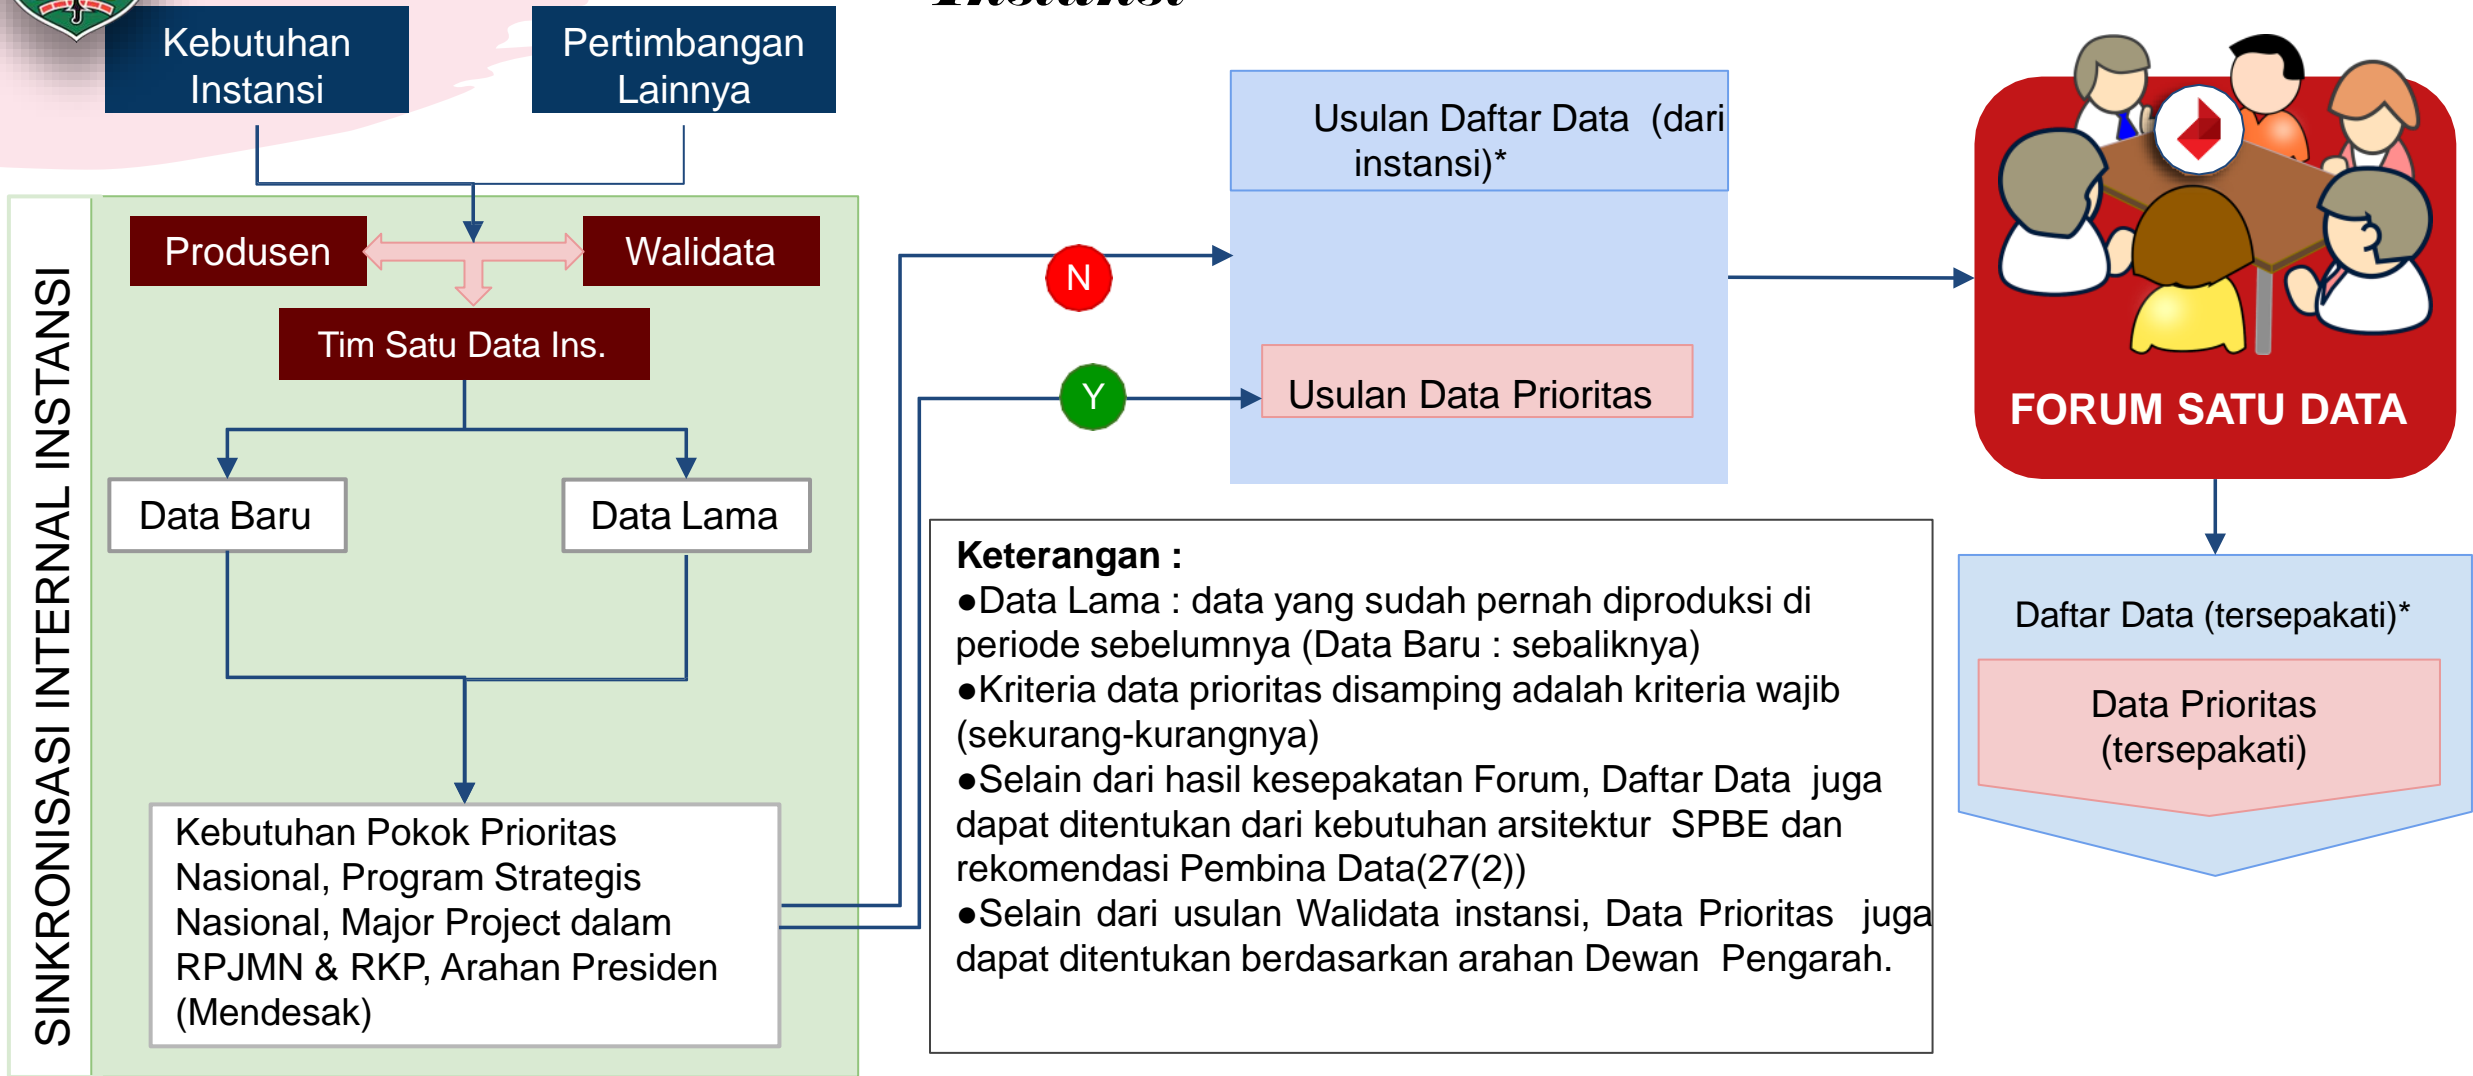 Instansi
Kebutuhan
Instansi
Pertimbangan
Lainnya
SINKRONISASI INTERNAL INSTANSI
Produsen
Walidata
Tim Satu Data Ins.
Data Baru
Data Lama
Kebutuhan Pokok Prioritas
Nasional, Program Strategis
Nasional, Major Project dalam
RPJMN & RKP, Arahan Presiden
(Mendesak)
N
Y
Usulan Daftar Data (dari
instansi)*
Usulan Data Prioritas
Keterangan :
●Data Lama : data yang sudah pernah diproduksi di
periode sebelumnya (Data Baru : sebaliknya)
●Kriteria data prioritas disamping adalah kriteria wajib
(sekurang-kurangnya)
●Selain dari hasil kesepakatan Forum, Daftar Data juga
dapat ditentukan dari kebutuhan arsitektur SPBE dan
rekomendasi Pembina Data(27(2))
●Selain dari usulan Walidata instansi, Data Prioritas juga
dapat ditentukan berdasarkan arahan Dewan Pengarah.
FORUM SATU DATA
Daftar Data (tersepakati)*
Data Prioritas
(tersepakati)